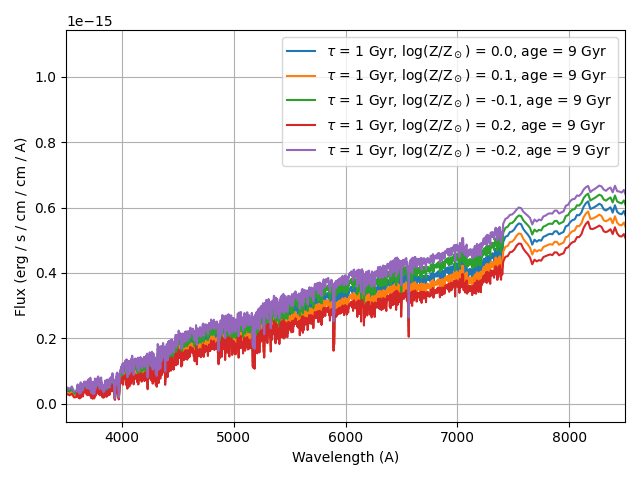 1e−15
τ = 1 Gyr, log(Z/Z⊙) = 0.0, age = 9 Gyr
τ = 1 Gyr, log(Z/Z⊙) = 0.1, age = 9 Gyr
τ = 1 Gyr, log(Z/Z⊙) = -0.1, age = 9 Gyr
τ = 1 Gyr, log(Z/Z⊙) = 0.2, age = 9 Gyr
τ = 1 Gyr, log(Z/Z⊙) = -0.2, age = 9 Gyr
1.0
0.8
0.6
0.4
0.2
0.0
Flux (erg / s / cm / cm / A)
4000 5000 6000 7000 8000
Wavelength (A)